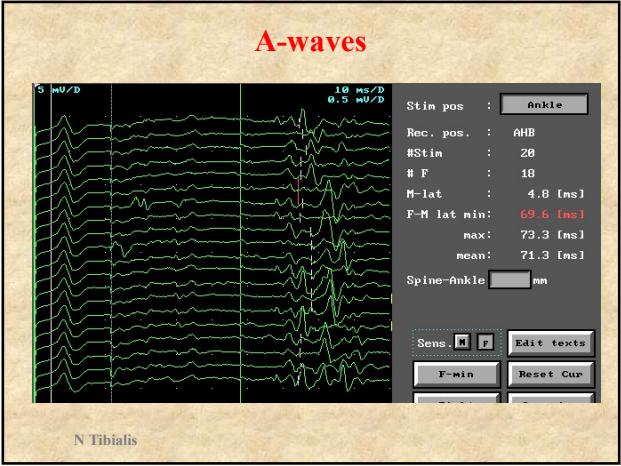 A-waves
5 mV/D
10 ms/D
0.5 mV/D
Stim pos : Ankle
Rec. pos. : AHB
#Stim : 20
# F : 18
M-lat : 4.8 [ms]
F-M lat min: 69.6 [ms]
max: 73.3 [ms]
mean: 71.3 [ms]
Spine-Ankle mm
Sens. M F
Edit texts
F-min
Reset Cur
N Tibialis